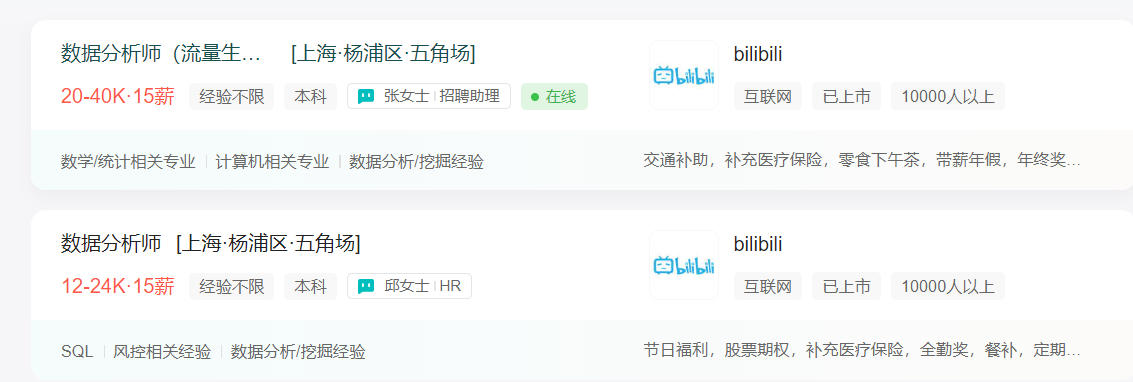 数据分析师（流量生... [上海·杨浦区·五角场]
bilibili
20-40K·15薪 经验不限 本科 张女士 招聘助理 在线
bilibili
互联网 已上市 10000人以上
数学/统计相关专业 计算机相关专业 数据分析/挖掘经验
交通补助，补充医疗保险，零食下午茶，带薪年假，年终奖...
数据分析师 [上海·杨浦区·五角场]
bilibili
12-24K·15薪 经验不限 本科 邱女士 HR
bilibili
互联网 已上市 10000人以上
SQL 风控相关经验 数据分析/挖掘经验
节日福利，股票期权，补充医疗保险，全勤奖，餐补，定期...